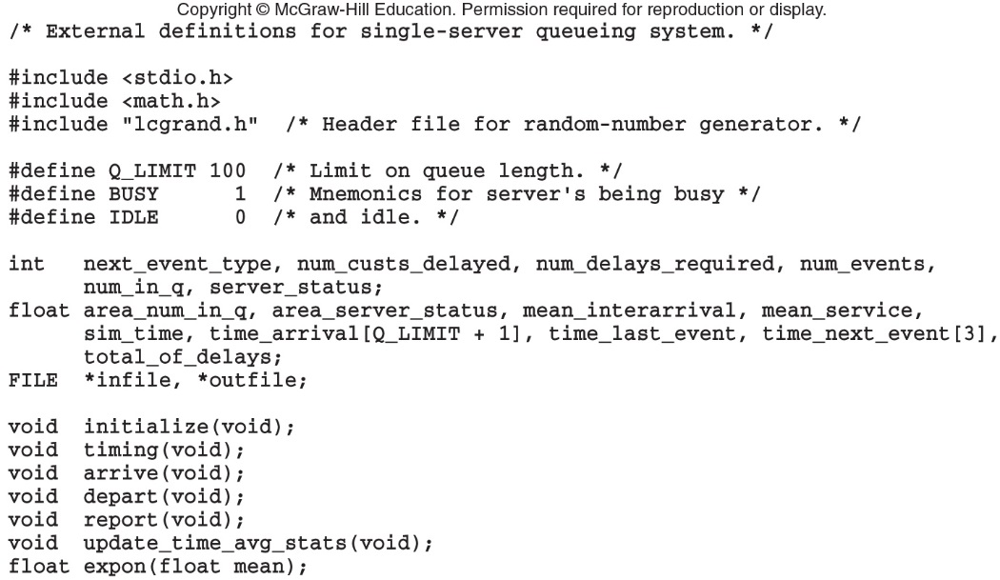 Copyright © McGraw-Hill Education. Permission required for reproduction or display.
/* External definitions for single-server queueing system. */

#include <stdio.h>
#include <math.h>
#include "lcgrand.h"  /* Header file for random-number generator. */

#define Q_LIMIT 100  /* Limit on queue length. */
#define BUSY      1  /* Mnemonics for server's being busy */
#define IDLE      0  /* and idle. */

int   next_event_type, num_custs_delayed, num_delays_required, num_events,
      num_in_q, server_status;
float area_num_in_q, area_server_status, mean_interarrival, mean_service,
      sim_time, time_arrival[Q_LIMIT + 1], time_last_event, time_next_event[3],
      total_of_delays;
FILE  *infile, *outfile;

void  initialize(void);
void  timing(void);
void  arrive(void);
void  depart(void);
void  report(void);
void  update_time_avg_stats(void);
float expon(float mean);